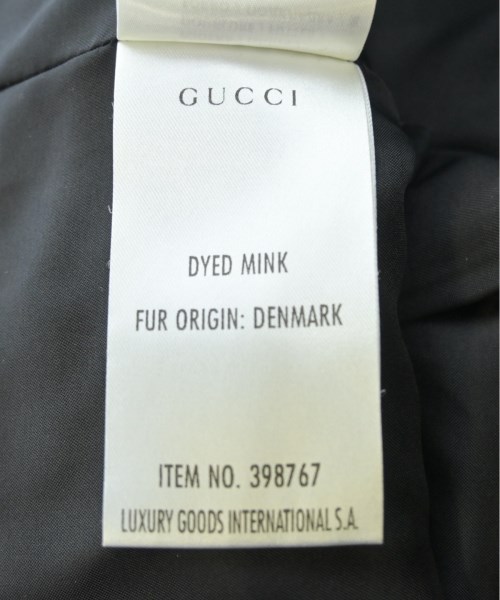 GUCCI
DYED MINK
FUR ORIGIN: DENMARK
ITEM NO. 398767
LUXURY GOODS INTERNATIONAL S.A.